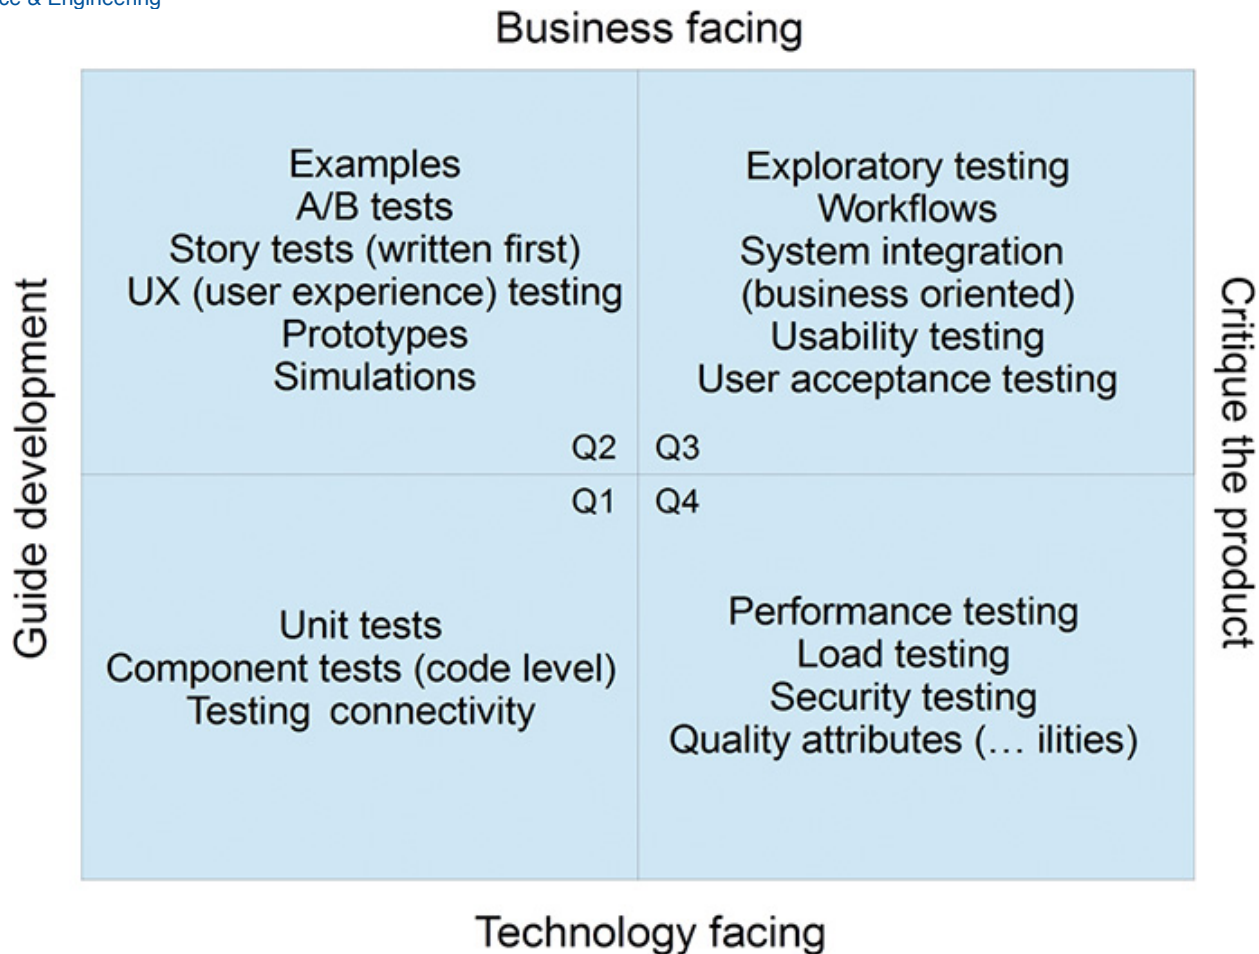 & Engineering
Business facing
Examples
A/B tests
Story tests (written first)
UX (user experience) testing
Prototypes
Simulations
Q2
Exploratory testing
Workflows
System integration
(business oriented)
Usability testing
User acceptance testing
Q3
Guide development
Critique the product
Q1
Unit tests
Component tests (code level)
Testing connectivity
Q4
Performance testing
Load testing
Security testing
Quality attributes (... ilities)
Technology facing